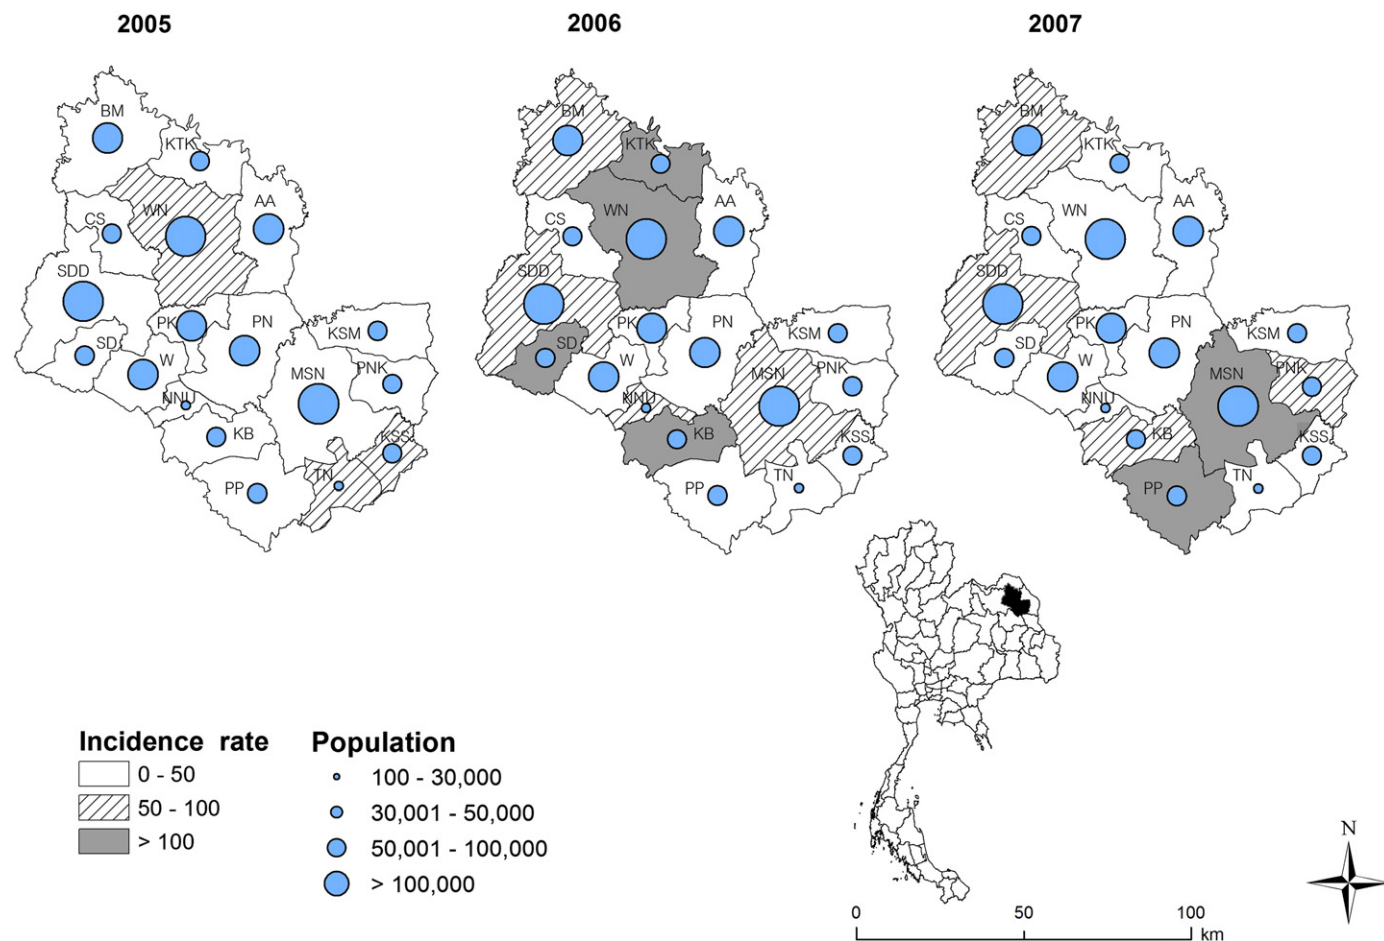 2005
2006
2007
BM
KTK
AA
WN
CS
SDD
PK
PN
KSM
SD
W
MSN
PNK
NNU
KB
KSS
TN
PP
BM
KTK
AA
WN
CS
SDD
PK
PN
KSM
SD
W
MSN
PNK
NNU
KB
KSS
TN
PP
BM
KTK
AA
WN
CS
SDD
PK
PN
KSM
SD
W
MSN
PNK
NNU
KB
KSS
TN
PP
Incidence rate
0 - 50
50 - 100
> 100
Population
100 - 30,000
30,001 - 50,000
50,001 - 100,000
> 100,000
N
0 50 100
km